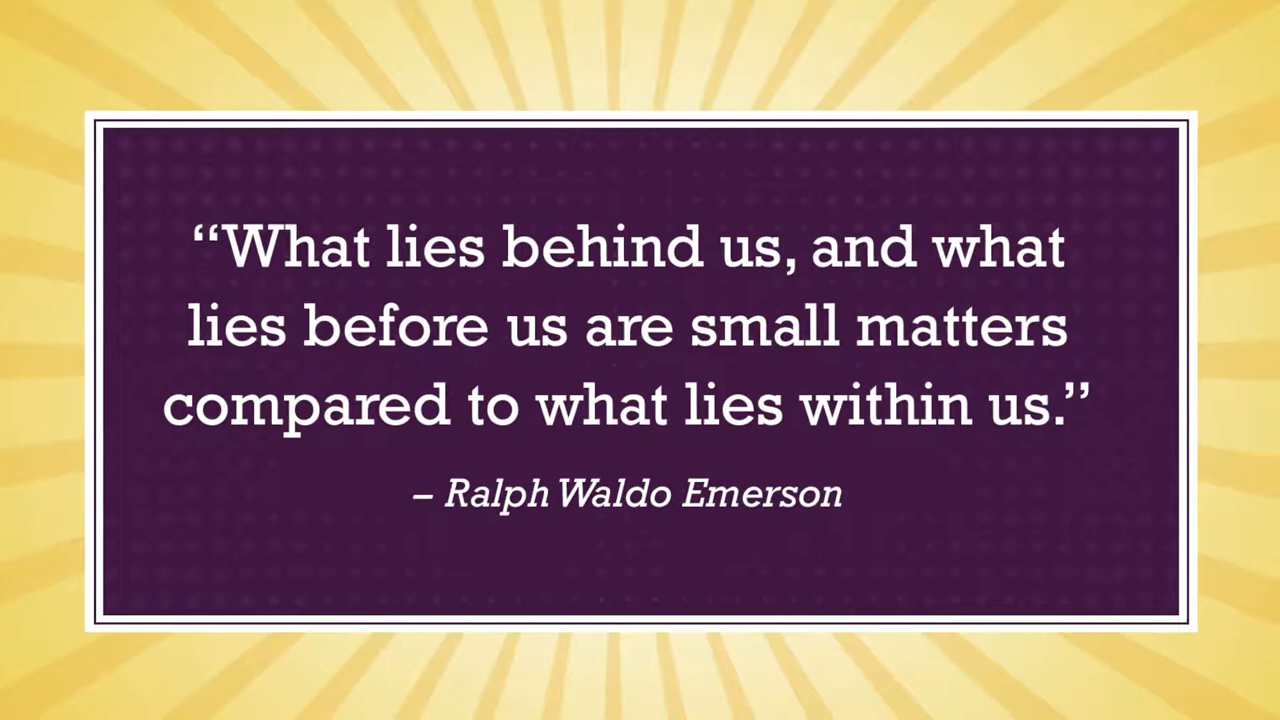 “What lies behind us, and what
lies before us are small matters
compared to what lies within us.”
– Ralph Waldo Emerson